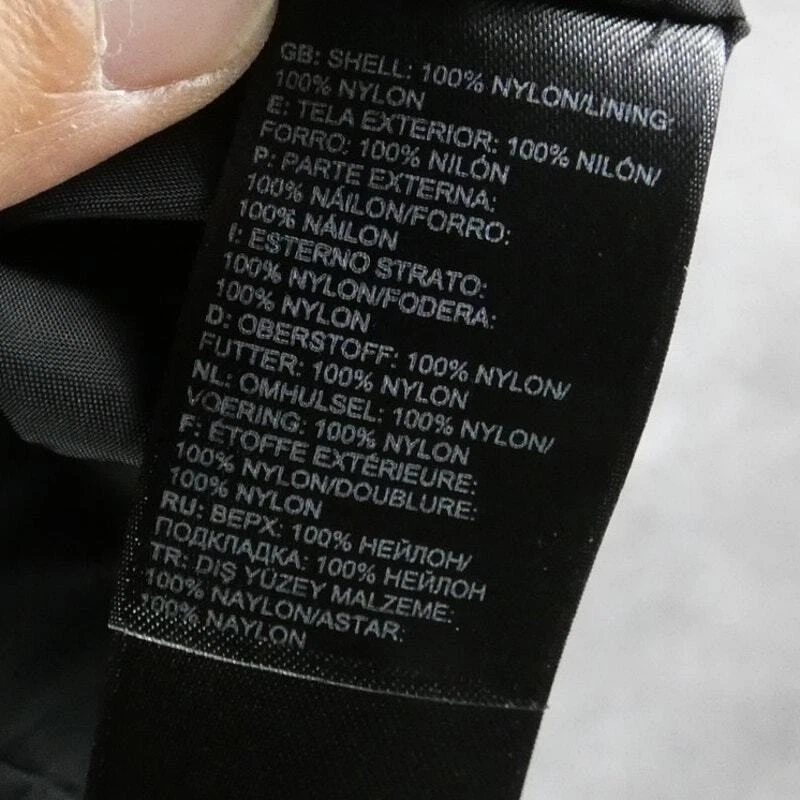 GB: SHELL: 100% NYLON/LINING:
100% NYLON
E: TELA EXTERIOR: 100% NILÓN/
FORRO: 100% NILÓN
P: PARTE EXTERNA:
100% NÁILON/FORRO:
100% NÁILON
I: ESTERNO STRATO:
100% NYLON/FODERA:
100% NYLON
D: OBERSTOFF: 100% NYLON/
FUTTER: 100% NYLON
NL: OMHULSEL: 100% NYLON/
VOERING: 100% NYLON
F: ÉTOFFE EXTÉRIEURE:
100% NYLON/DOUBLURE:
100% NYLON
RU: ВЕРХ: 100% НЕЙЛОН/
ПОДКЛАДКА: 100% НЕЙЛОН
TR: DIŞ YÜZEY MALZEME:
100% NAYLON/ASTAR:
100% NAYLON